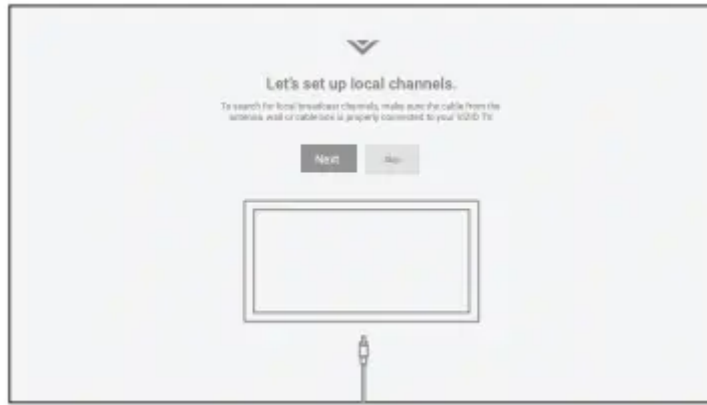 Let's set up local channels.
To search for local broadcast channels, make sure the cable from the
antenna, wall or cable box is properly connected to your VIZIO TV.
Next
Skip